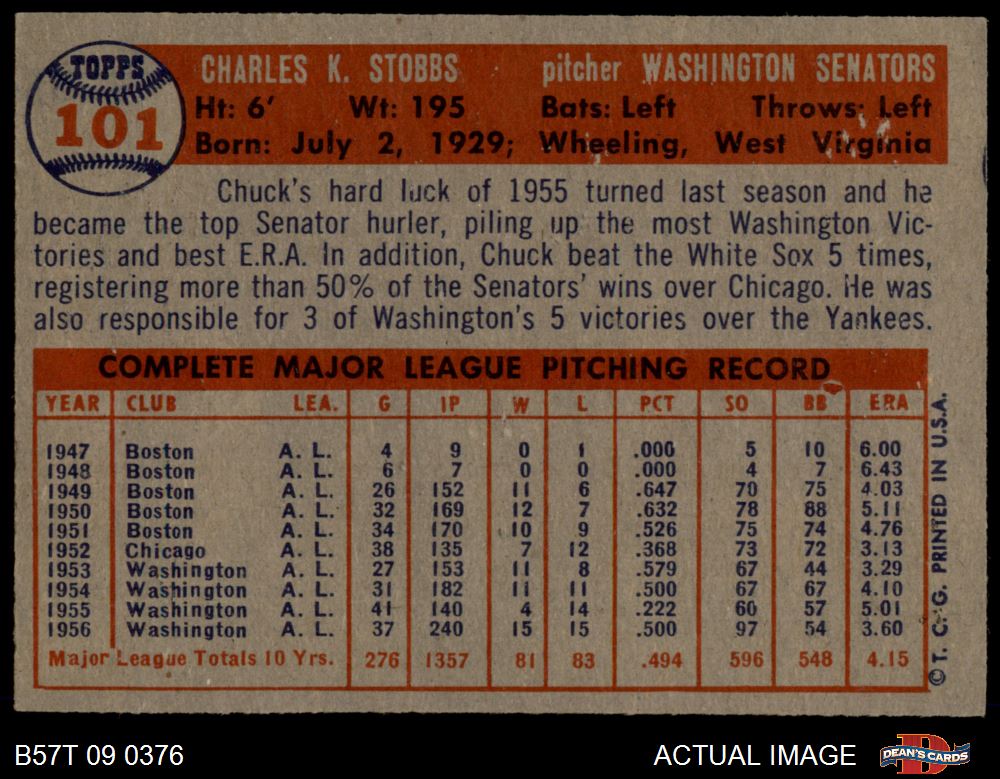 TOPPS
101
CHARLES K. STOBBS pitcher WASHINGTON SENATORS
Ht: 6' Wt: 195 Bats: Left Throws: Left
Born: July 2, 1929; Wheeling, West Virginia
Chuck's hard luck of 1955 turned last season and he
became the top Senator hurler, piling up the most Washington Vic-
tories and best E.R.A. In addition, Chuck beat the White Sox 5 times,
registering more than 50% of the Senators' wins over Chicago. He was
also responsible for 3 of Washington's 5 victories over the Yankees.
COMPLETE MAJOR LEAGUE PITCHING RECORD
YEAR CLUB LEA. G IP W L PCT SO BB ERA
1947 Boston A. L. 4 9 0 1 .000 5 10 6.00
1948 Boston A. L. 6 7 0 0 .000 4 7 6.43
1949 Boston A. L. 26 152 11 6 .647 70 75 4.03
1950 Boston A. L. 32 169 12 7 .632 78 88 5.11
1951 Boston A. L. 34 170 10 9 .526 75 74 4.76
1952 Chicago A. L. 38 135 7 12 .368 73 72 3.13
1953 Washington A. L. 27 153 11 8 .579 67 44 3.29
1954 Washington A. L. 31 182 11 11 .500 67 67 4.10
1955 Washington A. L. 41 140 4 14 .222 60 57 5.01
1956 Washington A. L. 37 240 15 15 .500 97 54 3.60
Major League Totals 10 Yrs. 276 1357 81 83 .494 596 548 4.15
© T. C. G. PRINTED IN U.S.A.
B57T 09 0376 ACTUAL IMAGE
DEAN'S CARDS